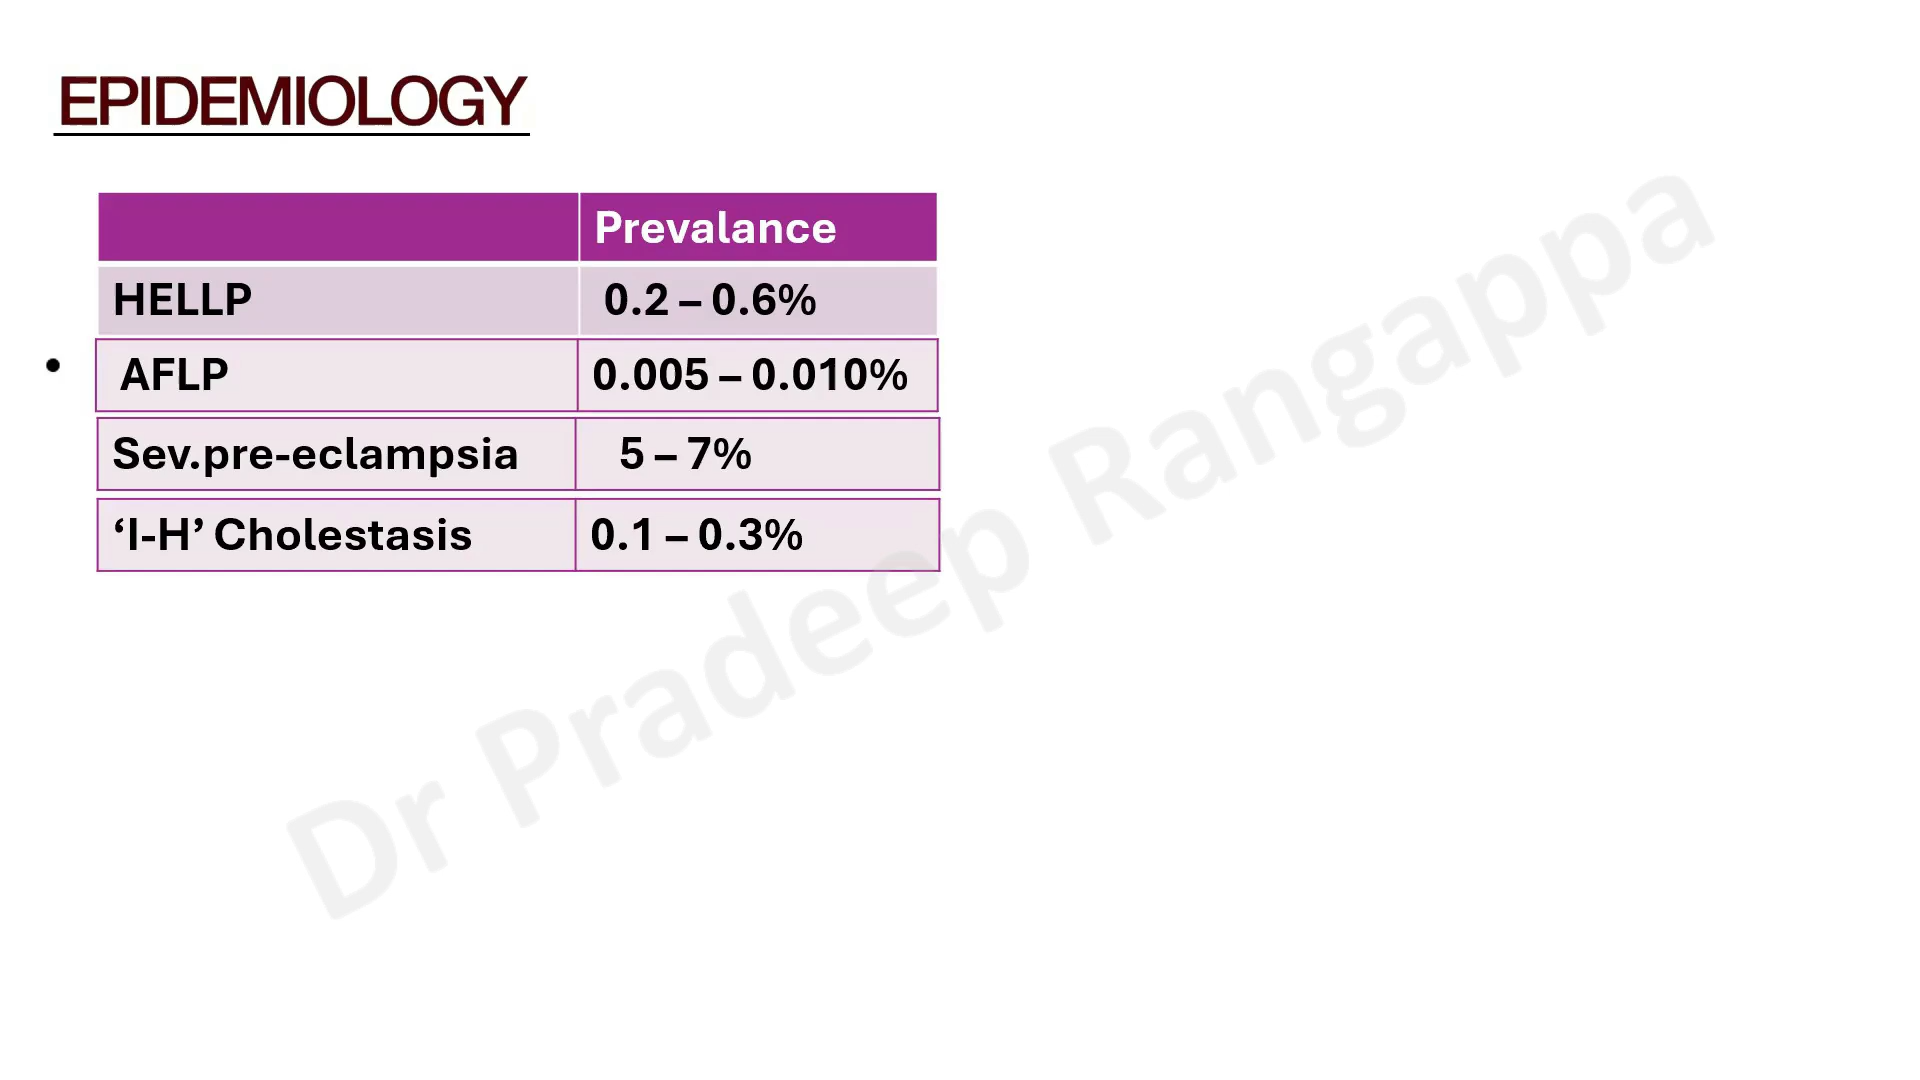 EPIDEMIOLOGY
Prevalance
HELLP 0.2 – 0.6%
• AFLP 0.005 – 0.010%
Sev.pre-eclampsia 5 – 7%
‘I-H’ Cholestasis 0.1 – 0.3%
Dr Pradeep Rangappa